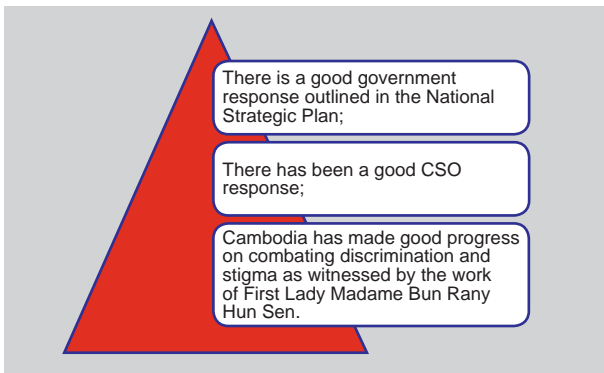 There is a good government
response outlined in the National
Strategic Plan;
There has been a good CSO
response;
Cambodia has made good progress
on combating discrimination and
stigma as witnessed by the work
of First Lady Madame Bun Rany
Hun Sen.